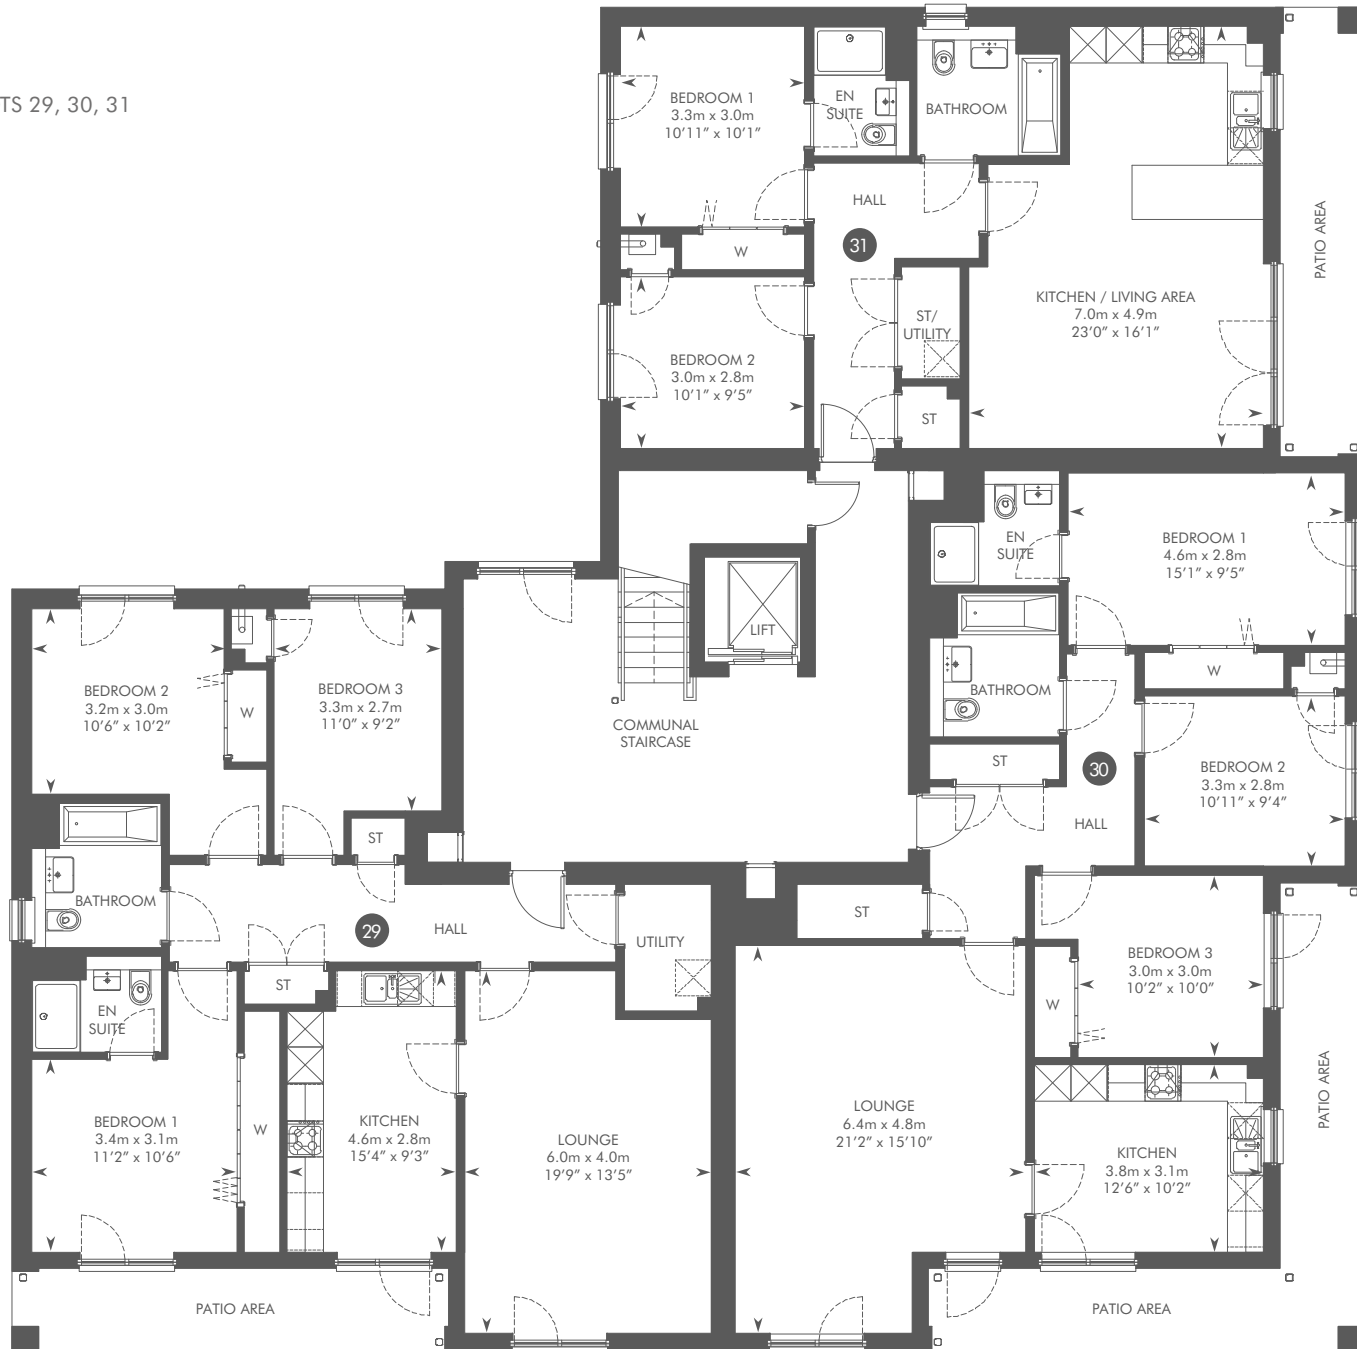 TS 29, 30, 31
BEDROOM 1
3.3m x 3.0m
10'11" x 10'1"
EN
SUITE
BATHROOM
HALL
31
W
KITCHEN / LIVING AREA
7.0m x 4.9m
23'0" x 16'1"
PATIO AREA
ST/
UTILITY
BEDROOM 2
3.0m x 2.8m
10'1" x 9'5"
ST
EN
SUITE
BEDROOM 1
4.6m x 2.8m
15'1" x 9'5"
LIFT
W
BATHROOM
COMMUNAL
STAIRCASE
ST
30
BEDROOM 2
3.3m x 2.8m
10'11" x 9'4"
HALL
BEDROOM 2
3.2m x 3.0m
10'6" x 10'2"
W
BEDROOM 3
3.3m x 2.7m
11'0" x 9'2"
ST
BATHROOM
29
HALL
UTILITY
ST
ST
BEDROOM 3
3.0m x 3.0m
10'2" x 10'0"
W
EN
SUITE
BEDROOM 1
3.4m x 3.1m
11'2" x 10'6"
W
KITCHEN
4.6m x 2.8m
15'4" x 9'3"
LOUNGE
6.0m x 4.0m
19'9" x 13'5"
LOUNGE
6.4m x 4.8m
21'2" x 15'10"
KITCHEN
3.8m x 3.1m
12'6" x 10'2"
PATIO AREA
PATIO AREA
PATIO AREA